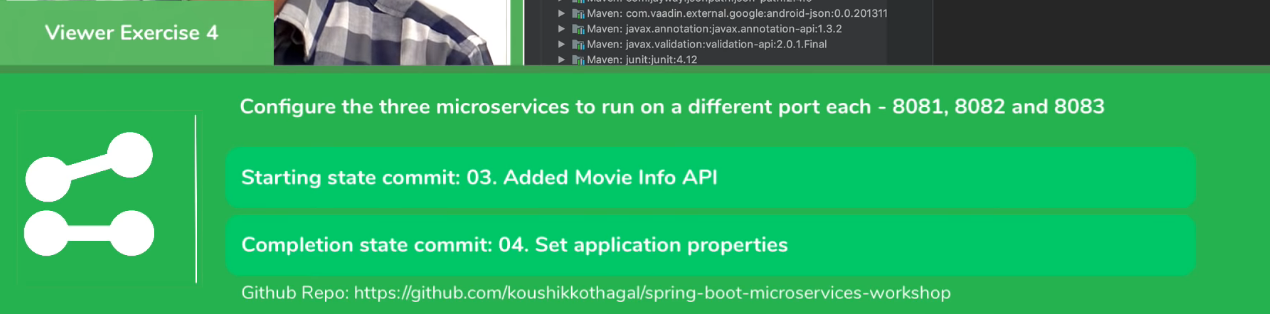 Maven: com.vaadin.external.google:android-json:0.0.201311
Viewer Exercise 4
Maven: javax.annotation:javax.annotation-api:1.3.2
Maven: javax.validation:validation-api:2.0.1.Final
Maven: junit:junit:4.12
Configure the three microservices to run on a different port each - 8081, 8082 and 8083
Starting state commit: 03. Added Movie Info API
Completion state commit: 04. Set application properties
Github Repo: https://github.com/koushikkothagal/spring-boot-microservices-workshop